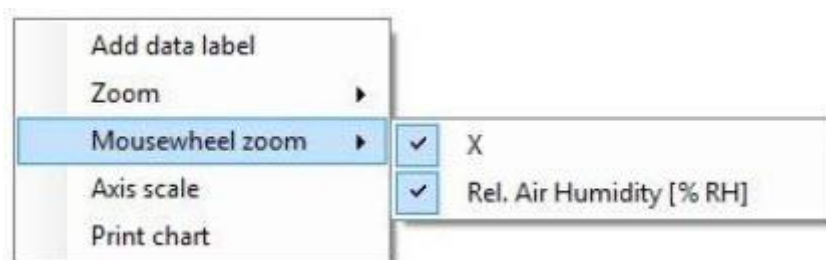 Add data label
Zoom
Mousewheel zoom
X
Axis scale
Rel. Air Humidity [% RH]
Print chart